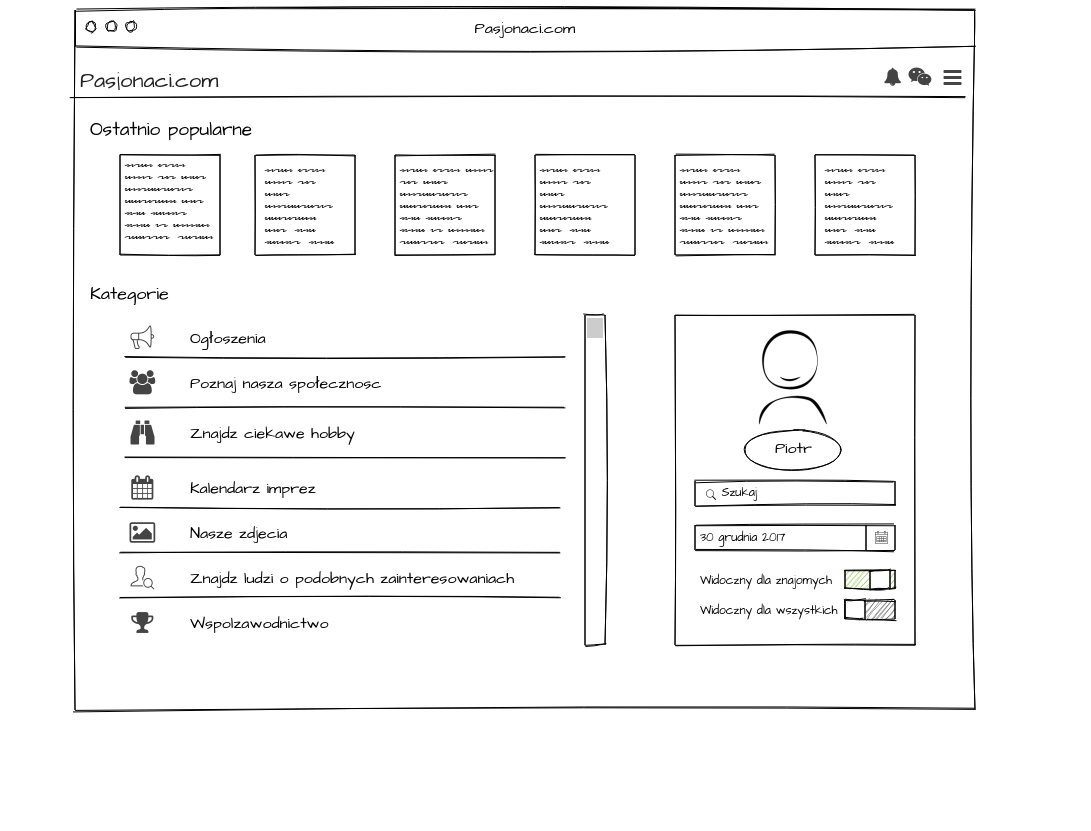 Pasjonaci.com
Pasjonaci.com
Ostatnio popularne
Kategorie
Ogłoszenia
Poznaj nasza społecznosc
Znajdz ciekawe hobby
Kalendarz imprez
Nasze zdjecia
Znajdz ludzi o podobnych zainteresowaniach
Wspolzawodnictwo
Piotr
Szukaj
30 grudnia 2017
Widoczny dla znajomych
Widoczny dla wszystkich